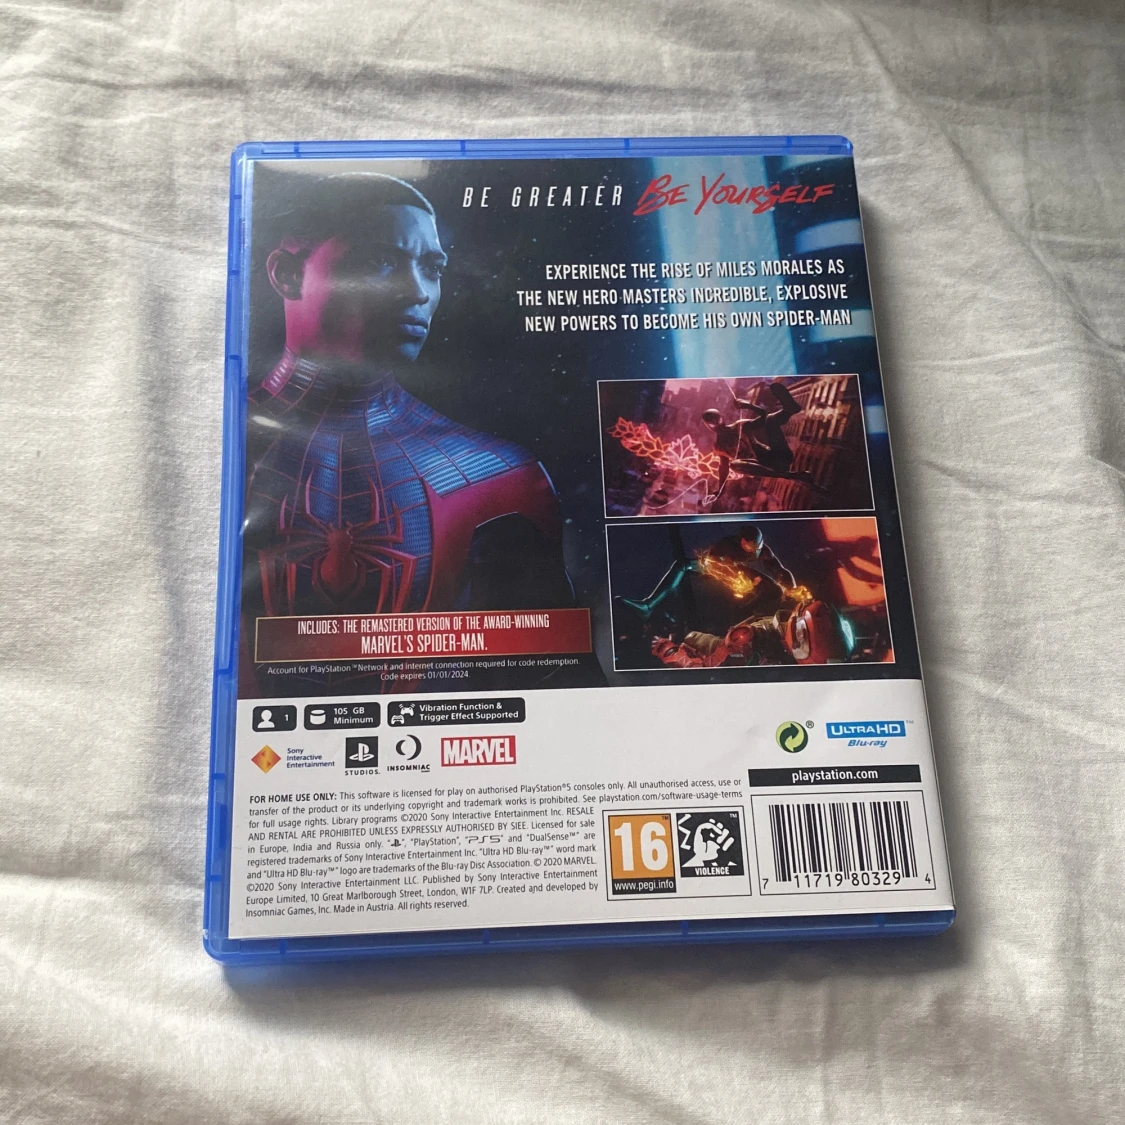 BE GREATER BE YOURSELF
EXPERIENCE THE RISE OF MILES MORALES AS
THE NEW HERO MASTERS INCREDIBLE, EXPLOSIVE
NEW POWERS TO BECOME HIS OWN SPIDER-MAN
INCLUDES: THE REMASTERED VERSION OF THE AWARD-WINNING
MARVEL'S SPIDER-MAN.
Account for PlayStation™Network and internet connection required for code redemption.
Code expires 01/01/2024.
1
105 GB
Minimum
Vibration Function &
Trigger Effect Supported
Sony
Interactive
Entertainment
STUDIOS
INSOMNIAC
MARVEL
®
ULTRA HD™
Blu-ray
playstation.com
FOR HOME USE ONLY: This software is licensed for play on authorised PlayStation®5 consoles only. All unauthorised access, use or
transfer of the product or its underlying copyright and trademark works is prohibited. See playstation.com/software-usage-terms
for full usage rights. Library programs ©2020 Sony Interactive Entertainment Inc. RESALE
AND RENTAL ARE PROHIBITED UNLESS EXPRESSLY AUTHORISED BY SIEE. Licensed for sale
in Europe, India and Russia only. "", "PlayStation", "PS5" and "DualSense™" are
registered trademarks of Sony Interactive Entertainment Inc. "Ultra HD Blu-ray™" word mark
and "Ultra HD Blu-ray™" logo are trademarks of the Blu-ray Disc Association. © 2020 MARVEL.
©2020 Sony Interactive Entertainment LLC. Published by Sony Interactive Entertainment
Europe Limited, 10 Great Marlborough Street, London, W1F 7LP. Created and developed by
Insomniac Games, Inc. Made in Austria. All rights reserved.
16™
www.pegi.info
™
VIOLENCE
7 11719 80329 4